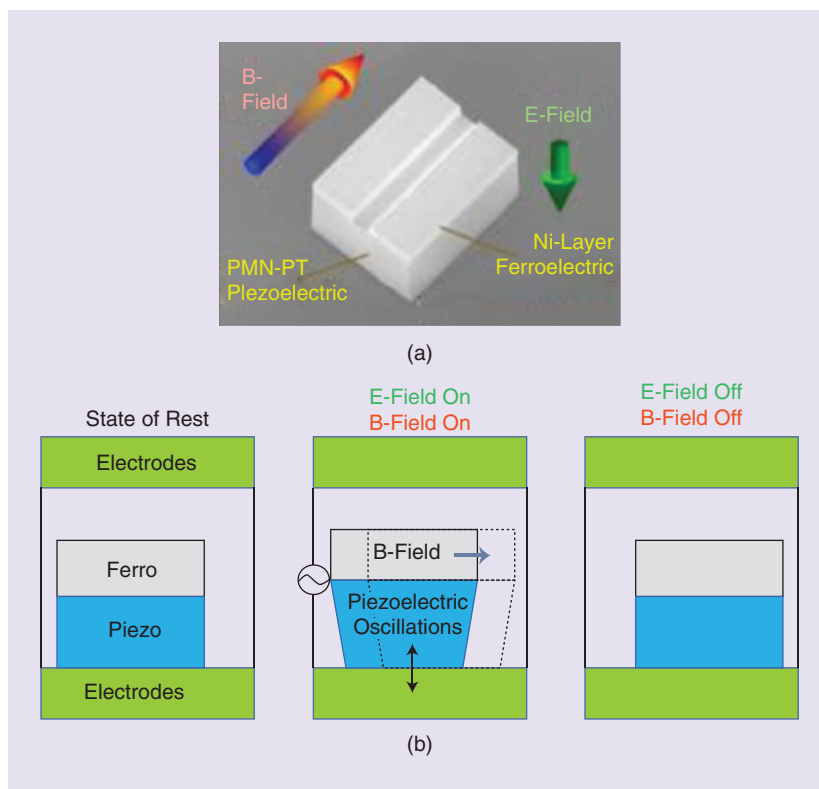 B-
Field
E-Field
PMN-PT
Piezoelectric
Ni-Layer
Ferroelectric
(a)
State of Rest
E-Field On
B-Field On
E-Field Off
B-Field Off
Electrodes
Ferro
Piezo
Electrodes
B-Field
Piezoelectric
Oscillations
(b)